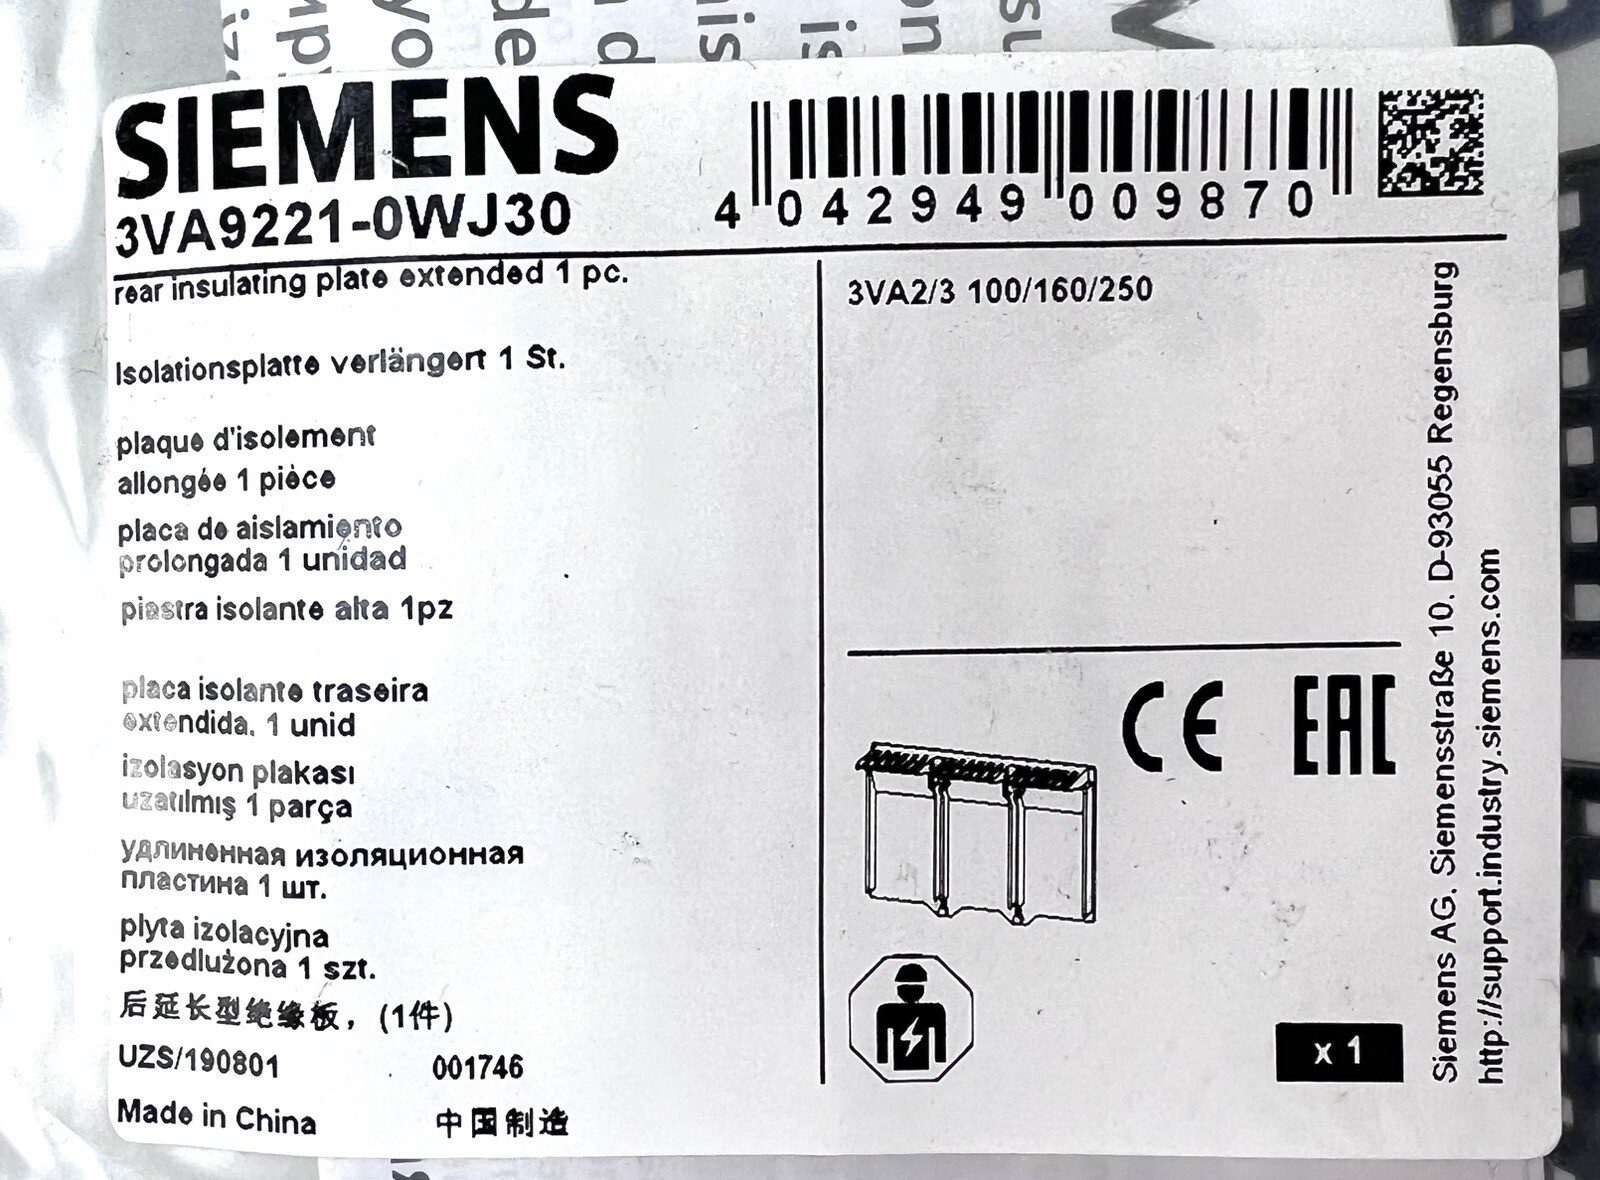 SIEMENS
3VA9221-0WJ30
4 042949 009870
rear insulating plate extended 1 pc.
Isolationsplatte verlängert 1 St.
plaque d'isolement
allongée 1 pièce
placa de aislamiento
prolongada 1 unidad
piastra isolante alta 1pz
placa isolante traseira
extendida. 1 unid
izolasyon plakası
uzatılmış 1 parça
удлиненная изоляционная
пластина 1 шт.
płyta izolacyjna
przedłużona 1 szt.
后延长型绝缘板，(1件)
UZS/190801 001746
Made in China 中国制造
3VA2/3 100/160/250
CE EAC
x 1
Siemens AG. Siemensstraße 10. D-93055 Regensburg
http://support.industry.siemens.com